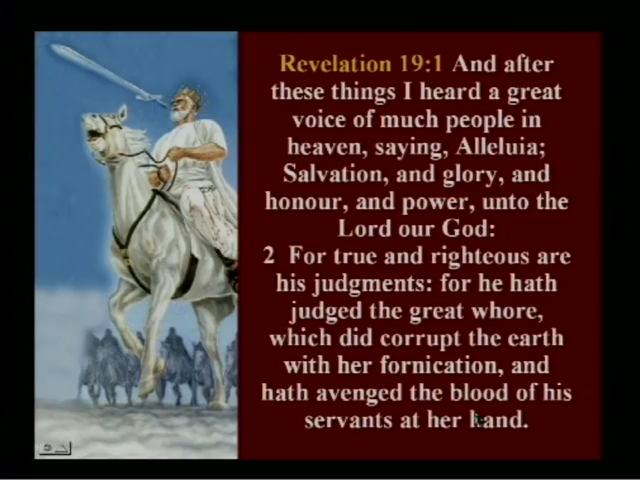 Revelation 19:1 And after
these things I heard a great
voice of much people in
heaven, saying, Alleluia;
Salvation, and glory, and
honour, and power, unto the
Lord our God:
2 For true and righteous are
his judgments: for he hath
judged the great whore,
which did corrupt the earth
with her fornication, and
hath avenged the blood of his
servants at her hand.